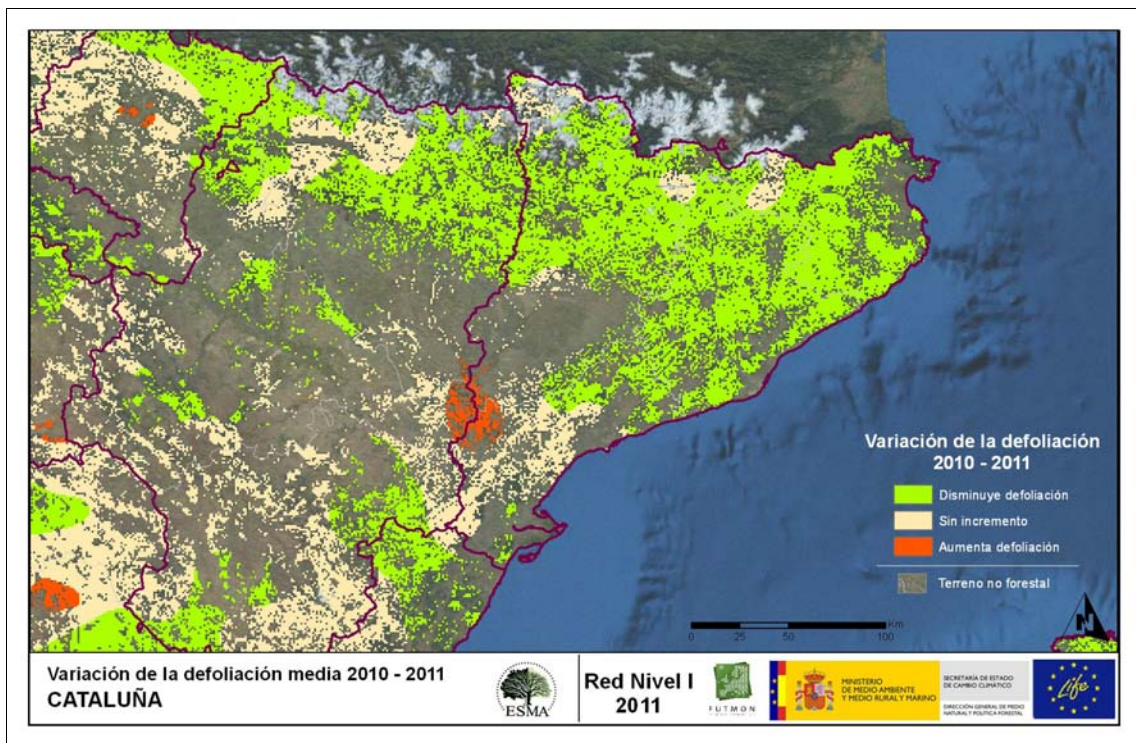 Variación de la defoliación
2010 - 2011
Disminuye defoliación
Sin incremento
Aumenta defoliación
Terreno no forestal
Km
0 25 50 100
N
Variación de la defoliación media 2010 - 2011
CATALUÑA
ESMA
Red Nivel I
2011
FUTMON
MINISTERIO
DE MEDIO AMBIENTE
Y MEDIO RURAL Y MARINO
SECRETARÍA DE ESTADO
DE CAMBIO CLIMÁTICO
DIRECCIÓN GENERAL DE MEDIO
NATURAL Y POLÍTICA FORESTAL
Life